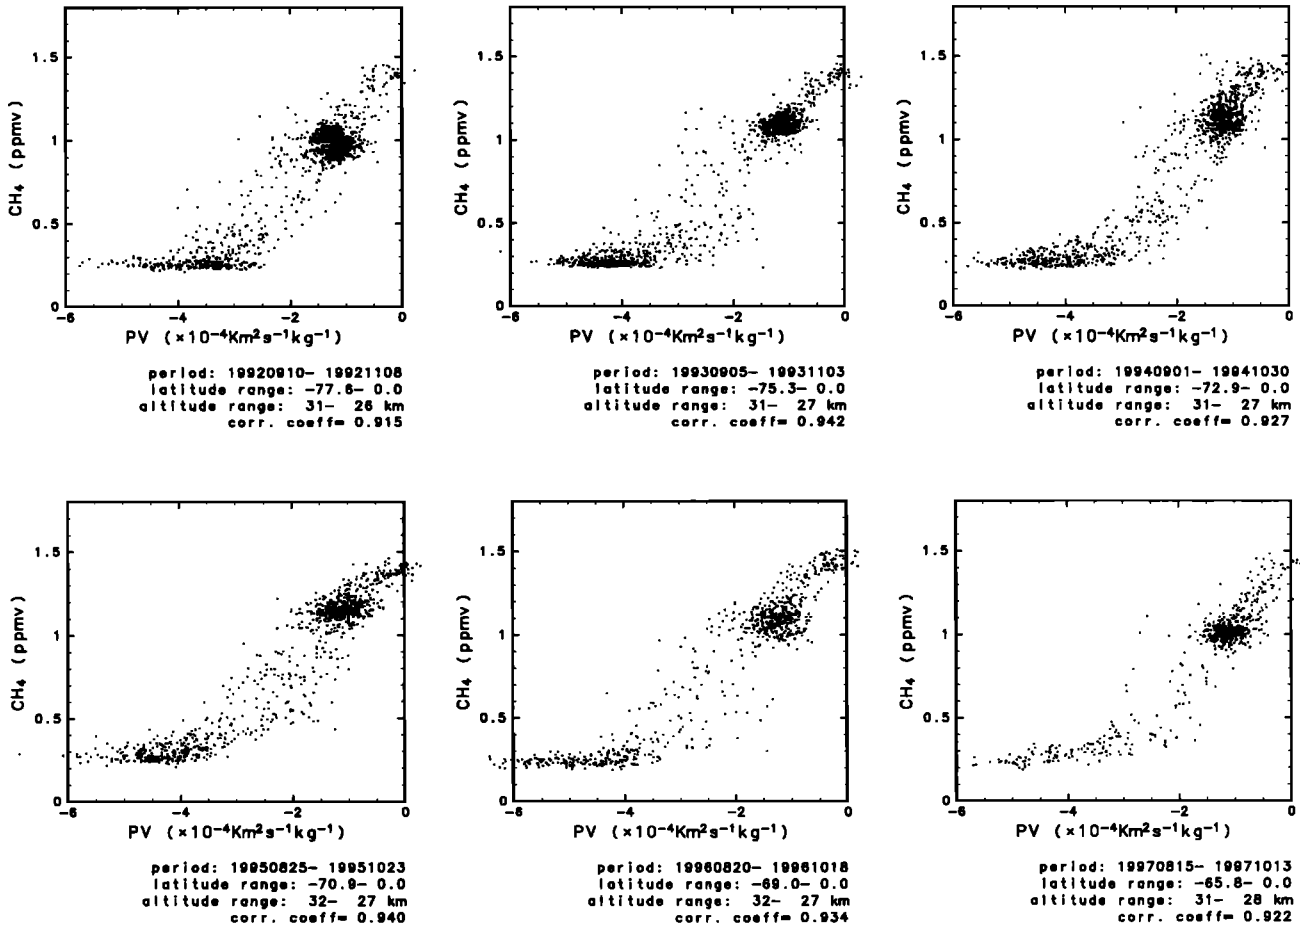 1.5
1
0.5
0
CH₄ (ppmv)
-6 -4 -2 0
PV (×10⁻⁴Km²s⁻¹kg⁻¹)
period: 19920910- 19921108
latitude range: -77.6- 0.0
altitude range: 31- 26 km
corr. coeff= 0.915
1.5
1
0.5
0
CH₄ (ppmv)
-6 -4 -2 0
PV (×10⁻⁴Km²s⁻¹kg⁻¹)
period: 19930905- 19931103
latitude range: -75.3- 0.0
altitude range: 31- 27 km
corr. coeff= 0.942
1.5
1
0.5
0
CH₄ (ppmv)
-6 -4 -2 0
PV (×10⁻⁴Km²s⁻¹kg⁻¹)
period: 19940901- 19941030
latitude range: -72.9- 0.0
altitude range: 31- 27 km
corr. coeff= 0.927
1.5
1
0.5
0
CH₄ (ppmv)
-6 -4 -2 0
PV (×10⁻⁴Km²s⁻¹kg⁻¹)
period: 19950825- 19951023
latitude range: -70.9- 0.0
altitude range: 32- 27 km
corr. coeff= 0.940
1.5
1
0.5
0
CH₄ (ppmv)
-6 -4 -2 0
PV (×10⁻⁴Km²s⁻¹kg⁻¹)
period: 19960820- 19961018
latitude range: -69.0- 0.0
altitude range: 32- 27 km
corr. coeff= 0.934
1.5
1
0.5
0
CH₄ (ppmv)
-6 -4 -2 0
PV (×10⁻⁴Km²s⁻¹kg⁻¹)
period: 19970815- 19971013
latitude range: -65.8- 0.0
altitude range: 31- 28 km
corr. coeff= 0.922